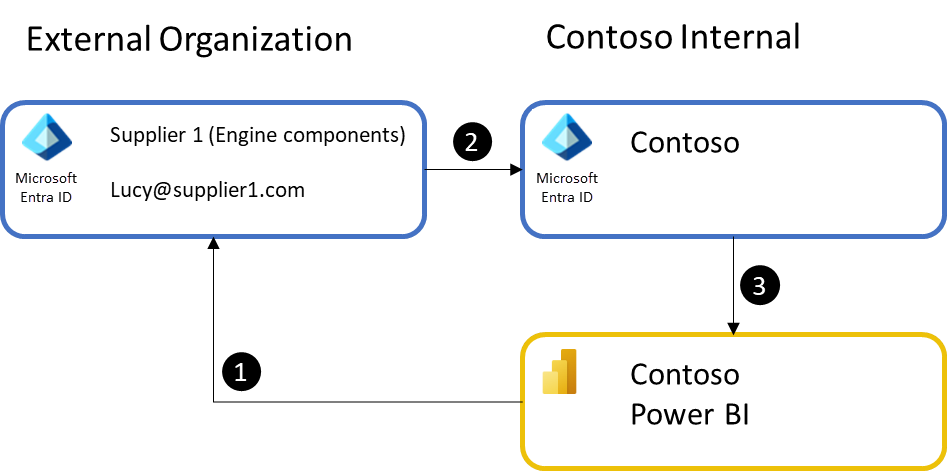 External Organization
Contoso Internal
Supplier 1 (Engine components)
Lucy@supplier1.com
Microsoft
Entra ID
2
Contoso
Microsoft
Entra ID
3
1
Contoso
Power BI